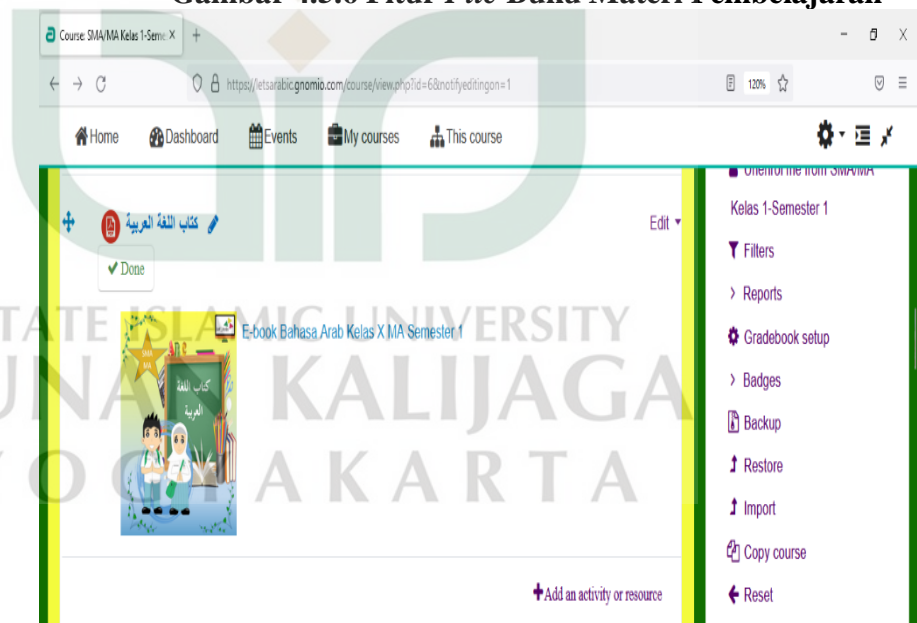 Gambar 4.5.6 Fitur File Buku Materi Pembelajaran
Course: SMA/MA Kelas 1-Seme
https://letsarabic.gnomio.com/course/view.php?id=6&notifyeditingon=1
120%
Home Dashboard Events My courses This course
كتاب اللغة العربية
Edit
Done
E-book Bahasa Arab Kelas X MA Semester 1
SMA
MA
كتاب اللغة
العربية
Add an activity or resource
Unenrol me from SMA/MA
Kelas 1-Semester 1
Filters
Reports
Gradebook setup
Badges
Backup
Restore
Import
Copy course
Reset
TATE ISLAMIC UNIVERSITY
UNAN KALIJAGA
YOGYAKARTA